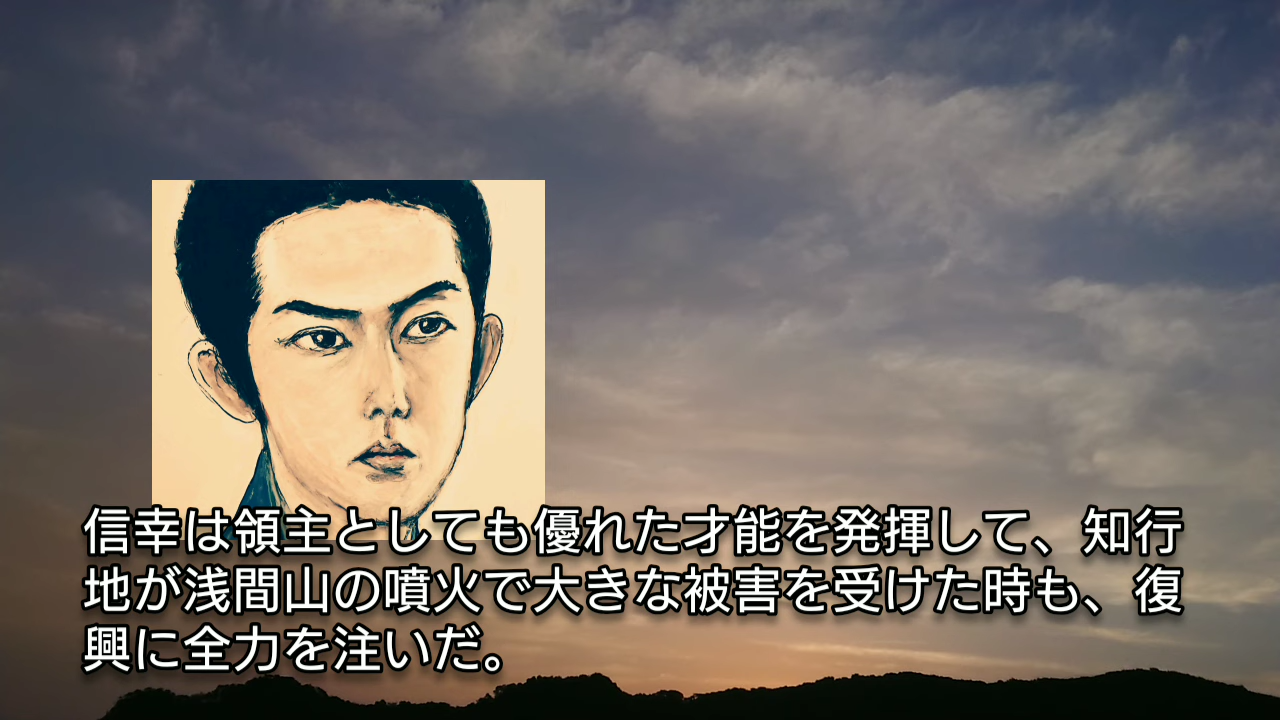 信幸は領主としても優れた才能を発揮して、知行
地が浅間山の噴火で大きな被害を受けた時も、復
興に全力を注いだ。